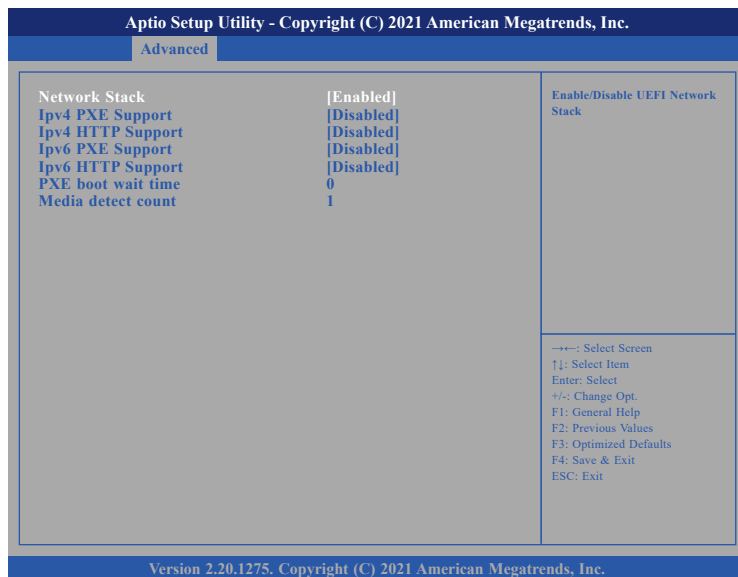 Aptio Setup Utility - Copyright (C) 2021 American Megatrends, Inc.
Advanced
Network Stack [Enabled]
Ipv4 PXE Support [Disabled]
Ipv4 HTTP Support [Disabled]
Ipv6 PXE Support [Disabled]
Ipv6 HTTP Support [Disabled]
PXE boot wait time 0
Media detect count 1
Enable/Disable UEFI Network
Stack
→←: Select Screen
↑↓: Select Item
Enter: Select
+/-: Change Opt.
F1: General Help
F2: Previous Values
F3: Optimized Defaults
F4: Save & Exit
ESC: Exit
Version 2.20.1275. Copyright (C) 2021 American Megatrends, Inc.